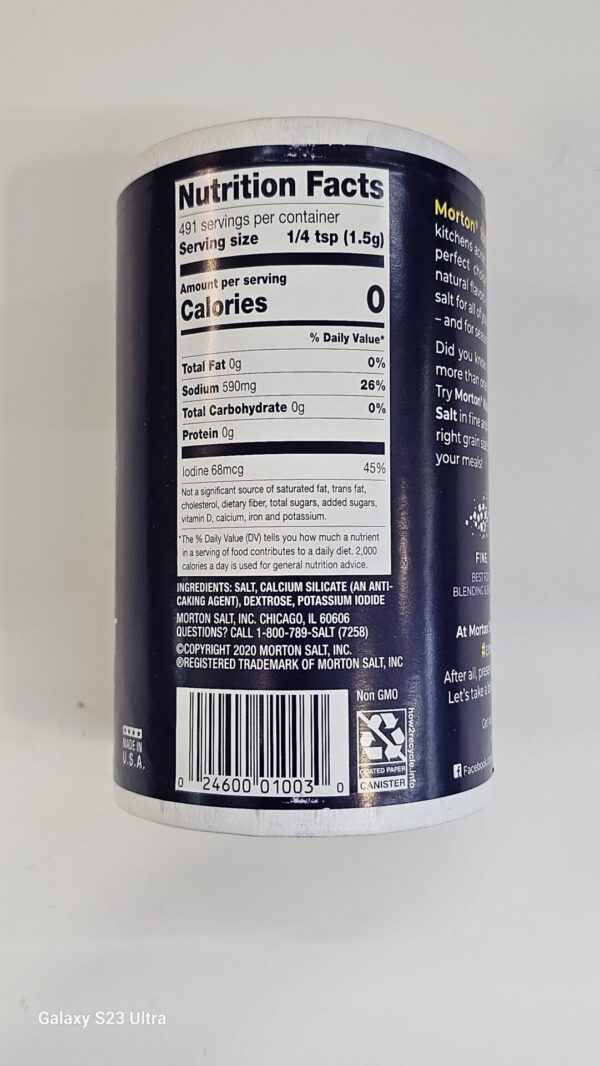 Nutrition Facts
491 servings per container
Serving size 1/4 tsp (1.5g)
Amount per serving
Calories 0
% Daily Value*
Total Fat 0g 0%
Sodium 590mg 26%
Total Carbohydrate 0g 0%
Protein 0g
Iodine 68mcg 45%
Not a significant source of saturated fat, trans fat,
cholesterol, dietary fiber, total sugars, added sugars,
vitamin D, calcium, iron and potassium.
*The % Daily Value (DV) tells you how much a nutrient
in a serving of food contributes to a daily diet. 2,000
calories a day is used for general nutrition advice.
INGREDIENTS: SALT, CALCIUM SILICATE (AN ANTI-
CAKING AGENT), DEXTROSE, POTASSIUM IODIDE
MORTON SALT, INC. CHICAGO, IL 60606
QUESTIONS? CALL 1-800-789-SALT (7258)
©COPYRIGHT 2020 MORTON SALT, INC.
®REGISTERED TRADEMARK OF MORTON SALT, INC
Non GMO
how2recycle.info
COATED PAPER
CANISTER
0 24600 01003 0
MADE IN
U.S.A.
Morton®
kitchens
perfect
natural
salt for all of
– and for
Did you
more than
Try Morton®
Salt in fine
right grain
your meals!
FINE
BEST
BLENDING
At Morton
After all,
Let's take a
Facebook
Galaxy S23 Ultra